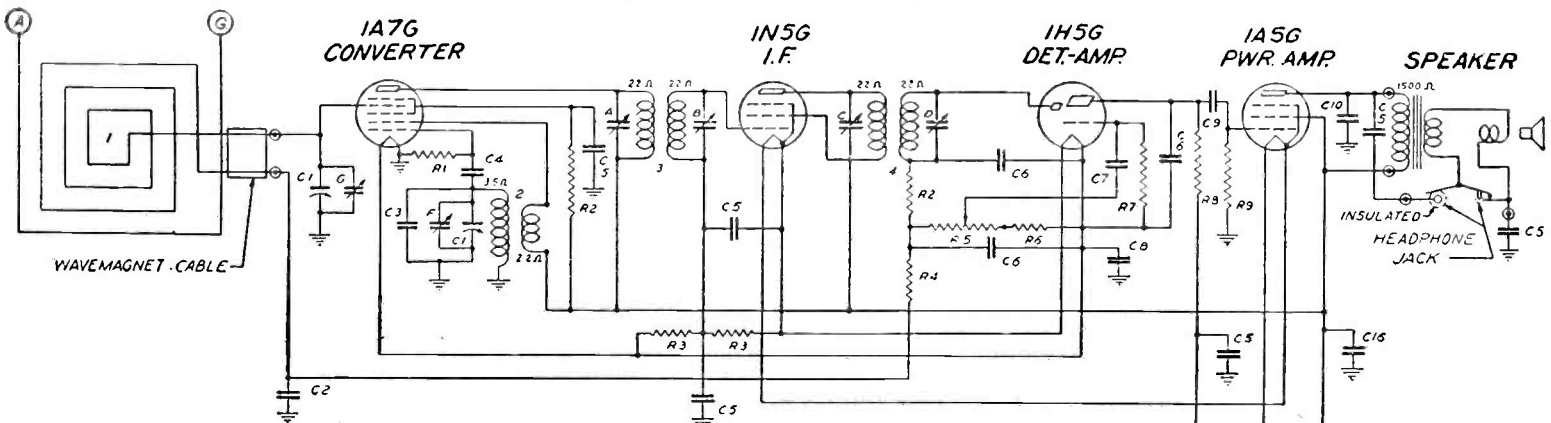 A
G
1A7G
CONVERTER
1N5G
I.F.
1H5G
DET.-AMP.
1A5G
PWR. AMP.
SPEAKER
22Ω
22Ω
22Ω
22Ω
1500Ω
1
A
B
C
D
C10
C5
C9
R1
C4
C5
3
4
C6
C7
C6
C1
G
35Ω
2
C3
F
C1
R2
C5
R2
R7
R8
R9
22Ω
R5
R6
C6
C8
INSULATED
HEADPHONE
JACK
C5
WAVEMAGNET CABLE
R4
R3
R3
C5
C16
C2
C5